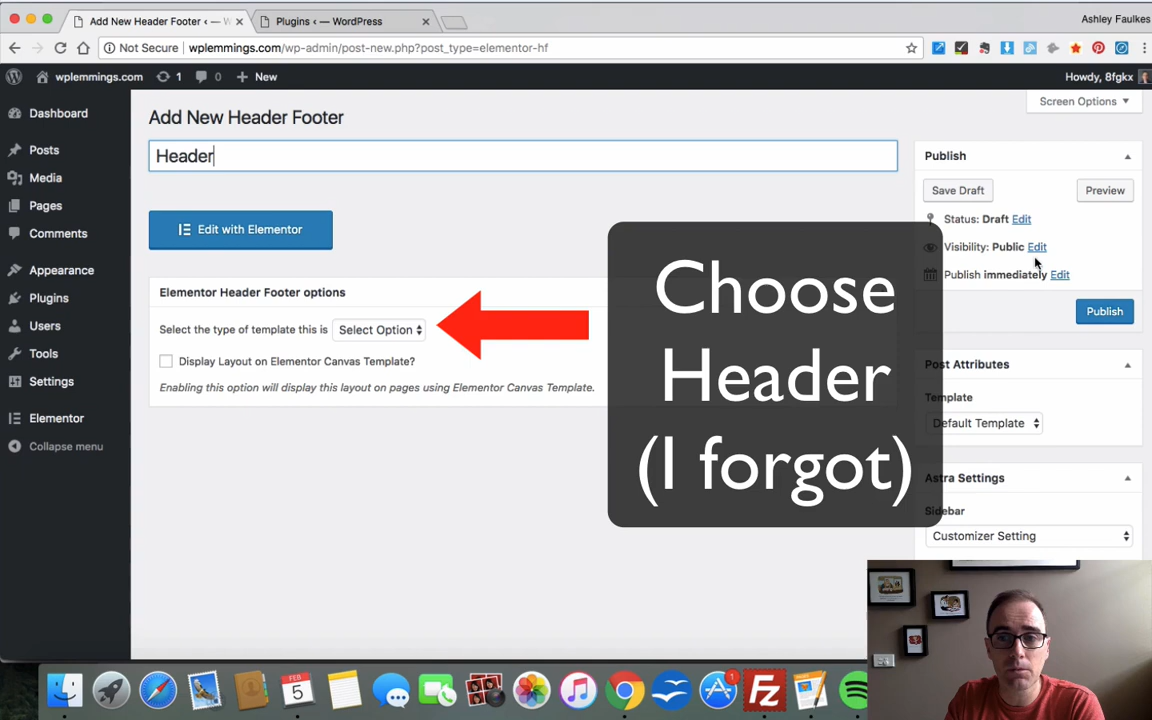 Add New Header Footer ‹ — W
Plugins ‹ — WordPress
Ashley Faulkes
Not Secure
wplemmings.com/wp-admin/post-new.php?post_type=elementor-hf
wplemmings.com
1
0
New
Howdy, 8fgkx
Screen Options
Dashboard
Posts
Media
Pages
Comments
Appearance
Plugins
Users
Tools
Settings
Elementor
Collapse menu
Add New Header Footer
Header
Edit with Elementor
Elementor Header Footer options
Select the type of template this is
Select Option
Display Layout on Elementor Canvas Template?
Enabling this option will display this layout on pages using Elementor Canvas Template.
Choose
Header
(I forgot)
Publish
Save Draft
Preview
Status: Draft Edit
Visibility: Public Edit
Publish immediately Edit
Publish
Post Attributes
Template
Default Template
Astra Settings
Sidebar
Customizer Setting
FEB
5
1
FZ